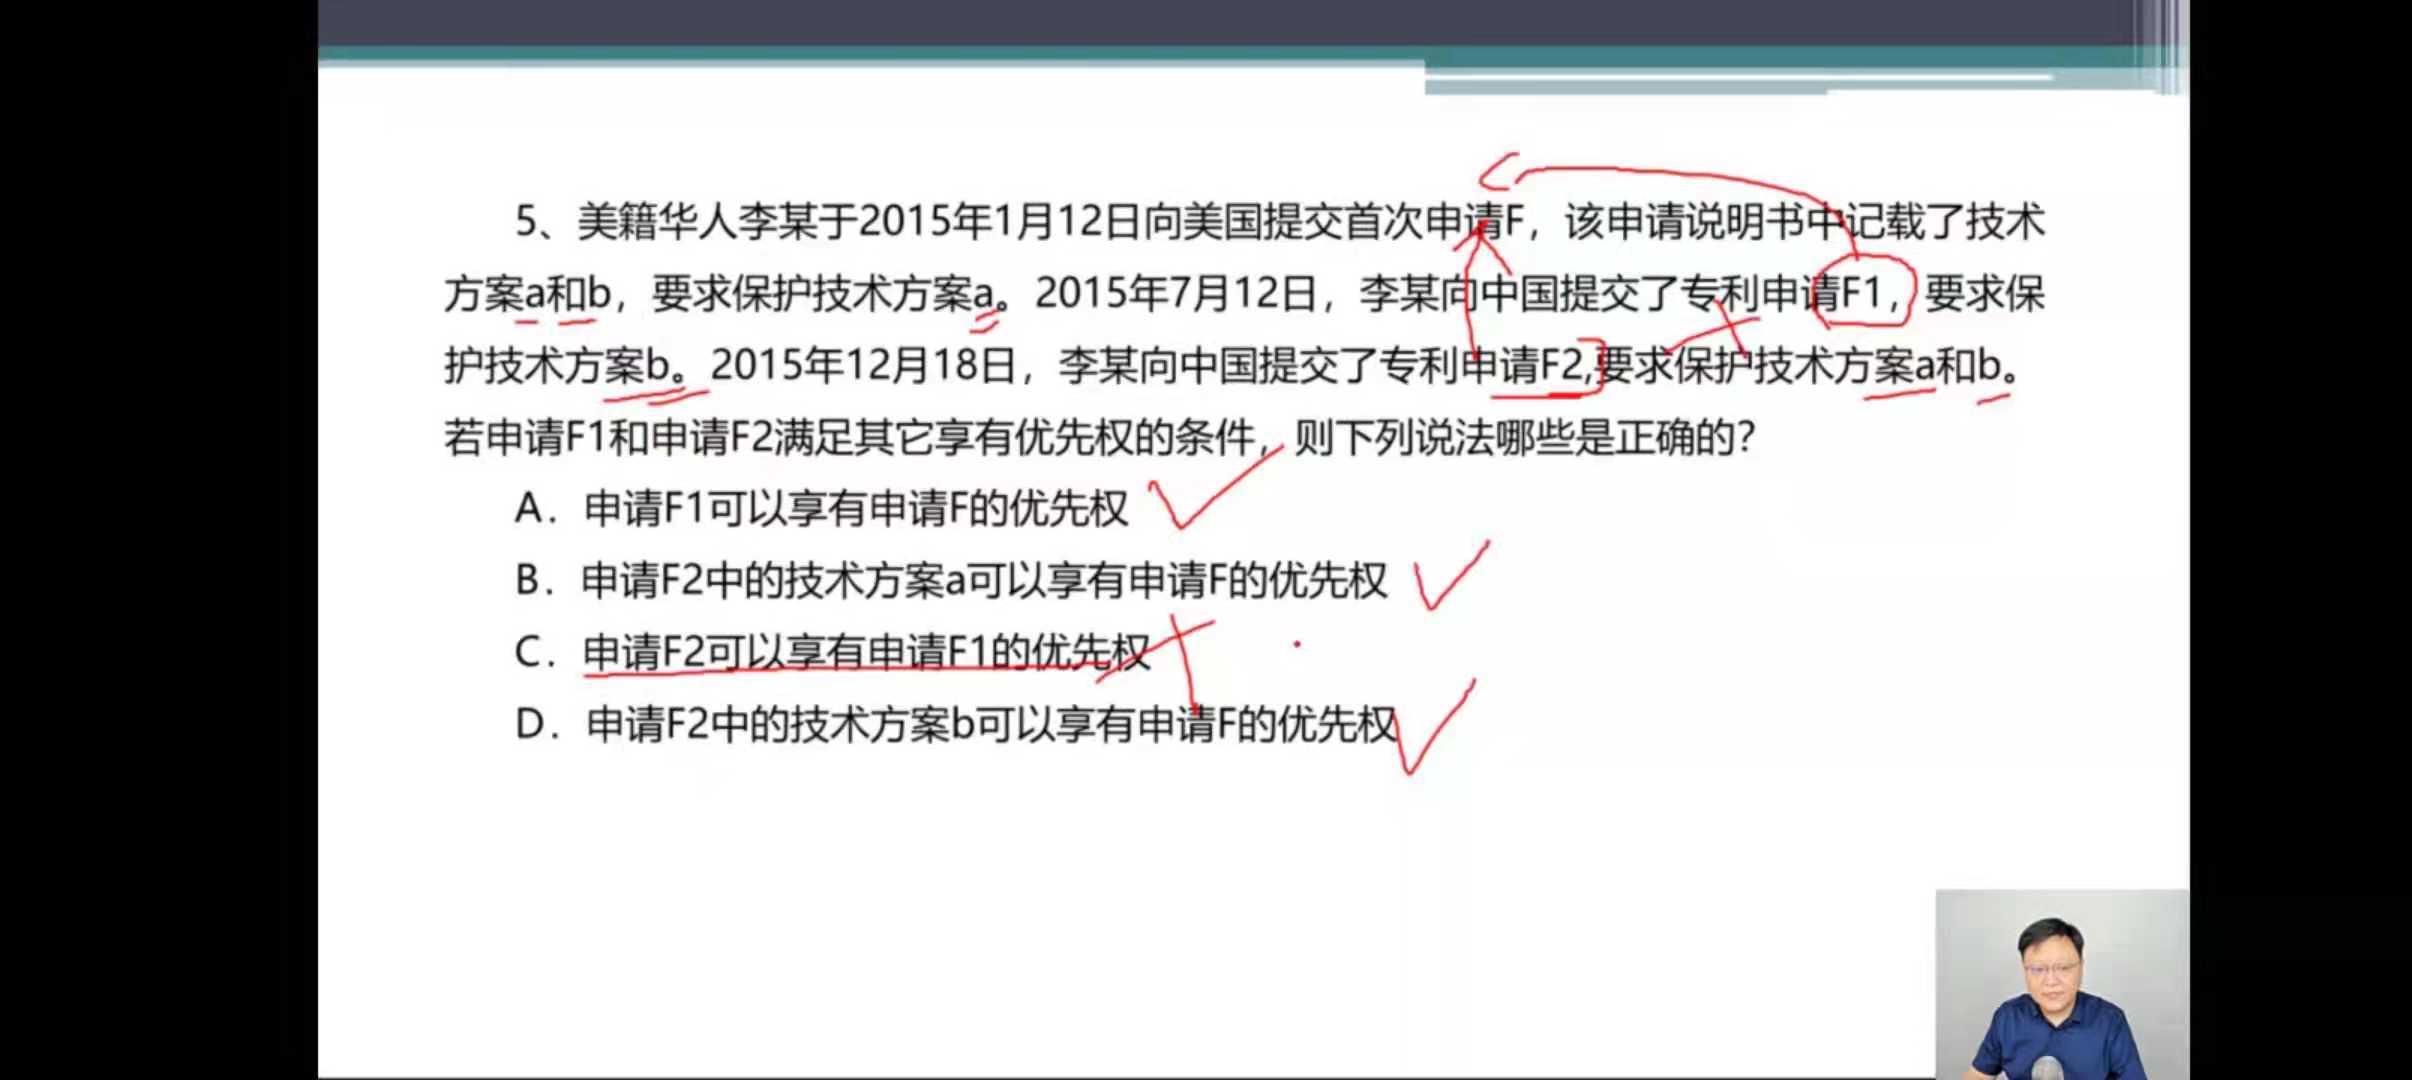 5、美籍华人李某于2015年1月12日向美国提交首次申请F，该申请说明书中记载了技术
方案a和b，要求保护技术方案a。2015年7月12日，李某向中国提交了专利申请F1，要求保
护技术方案b。2015年12月18日，李某向中国提交了专利申请F2,要求保护技术方案a和b。
若申请F1和申请F2满足其它享有优先权的条件，则下列说法哪些是正确的？
A．申请F1可以享有申请F的优先权
B．申请F2中的技术方案a可以享有申请F的优先权
C．申请F2可以享有申请F1的优先权
D．申请F2中的技术方案b可以享有申请F的优先权